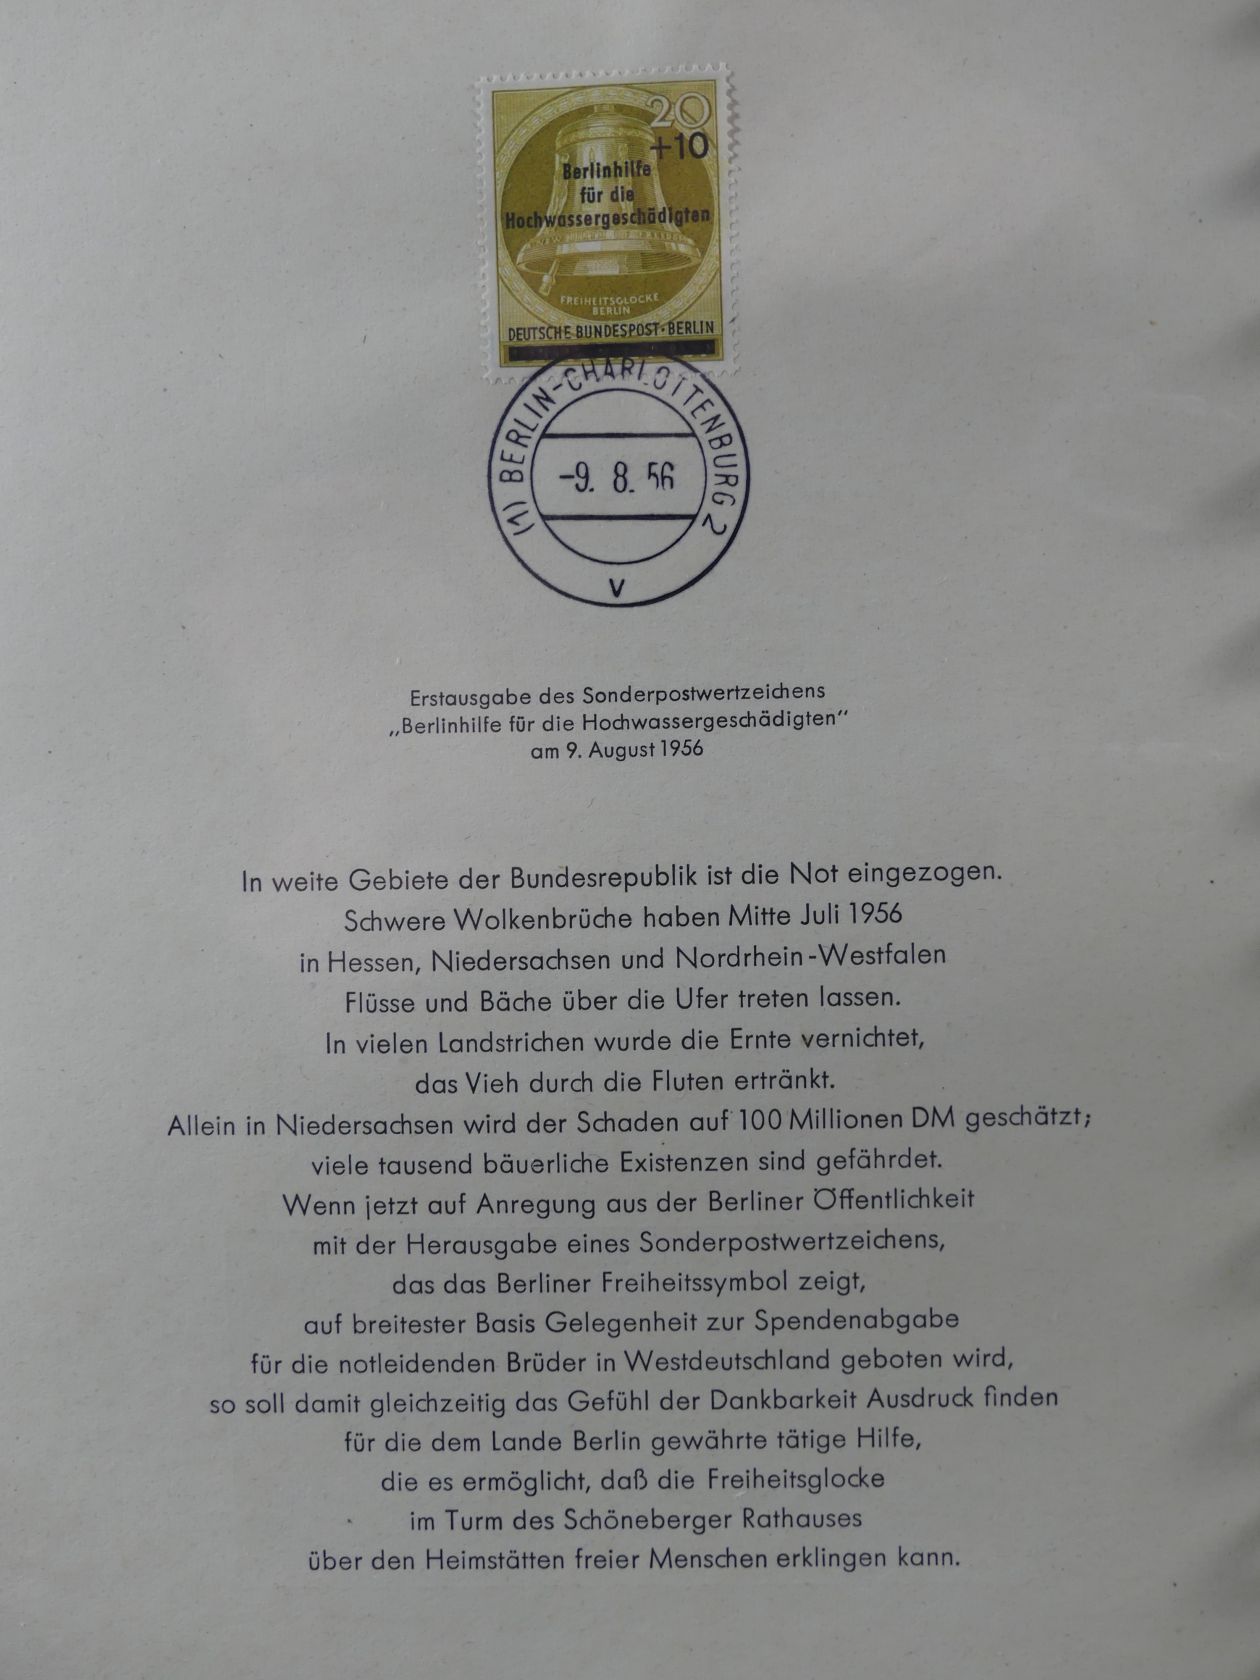 20
+10
Berlinhilfe
für die
Hochwassergeschädigten
FREIHEITSGLOCKE
BERLIN
DEUTSCHE BUNDESPOST·BERLIN
(1) BERLIN-CHARLOTTENBURG 2
-9. 8. 56
v
Erstausgabe des Sonderpostwertzeichens
„Berlinhilfe für die Hochwassergeschädigten“
am 9. August 1956
In weite Gebiete der Bundesrepublik ist die Not eingezogen.
Schwere Wolkenbrüche haben Mitte Juli 1956
in Hessen, Niedersachsen und Nordrhein-Westfalen
Flüsse und Bäche über die Ufer treten lassen.
In vielen Landstrichen wurde die Ernte vernichtet,
das Vieh durch die Fluten ertränkt.
Allein in Niedersachsen wird der Schaden auf 100 Millionen DM geschätzt;
viele tausend bäuerliche Existenzen sind gefährdet.
Wenn jetzt auf Anregung aus der Berliner Öffentlichkeit
mit der Herausgabe eines Sonderpostwertzeichens,
das das Berliner Freiheitssymbol zeigt,
auf breitester Basis Gelegenheit zur Spendenabgabe
für die notleidenden Brüder in Westdeutschland geboten wird,
so soll damit gleichzeitig das Gefühl der Dankbarkeit Ausdruck finden
für die dem Lande Berlin gewährte tätige Hilfe,
die es ermöglicht, daß die Freiheitsglocke
im Turm des Schöneberger Rathauses
über den Heimstätten freier Menschen erklingen kann.